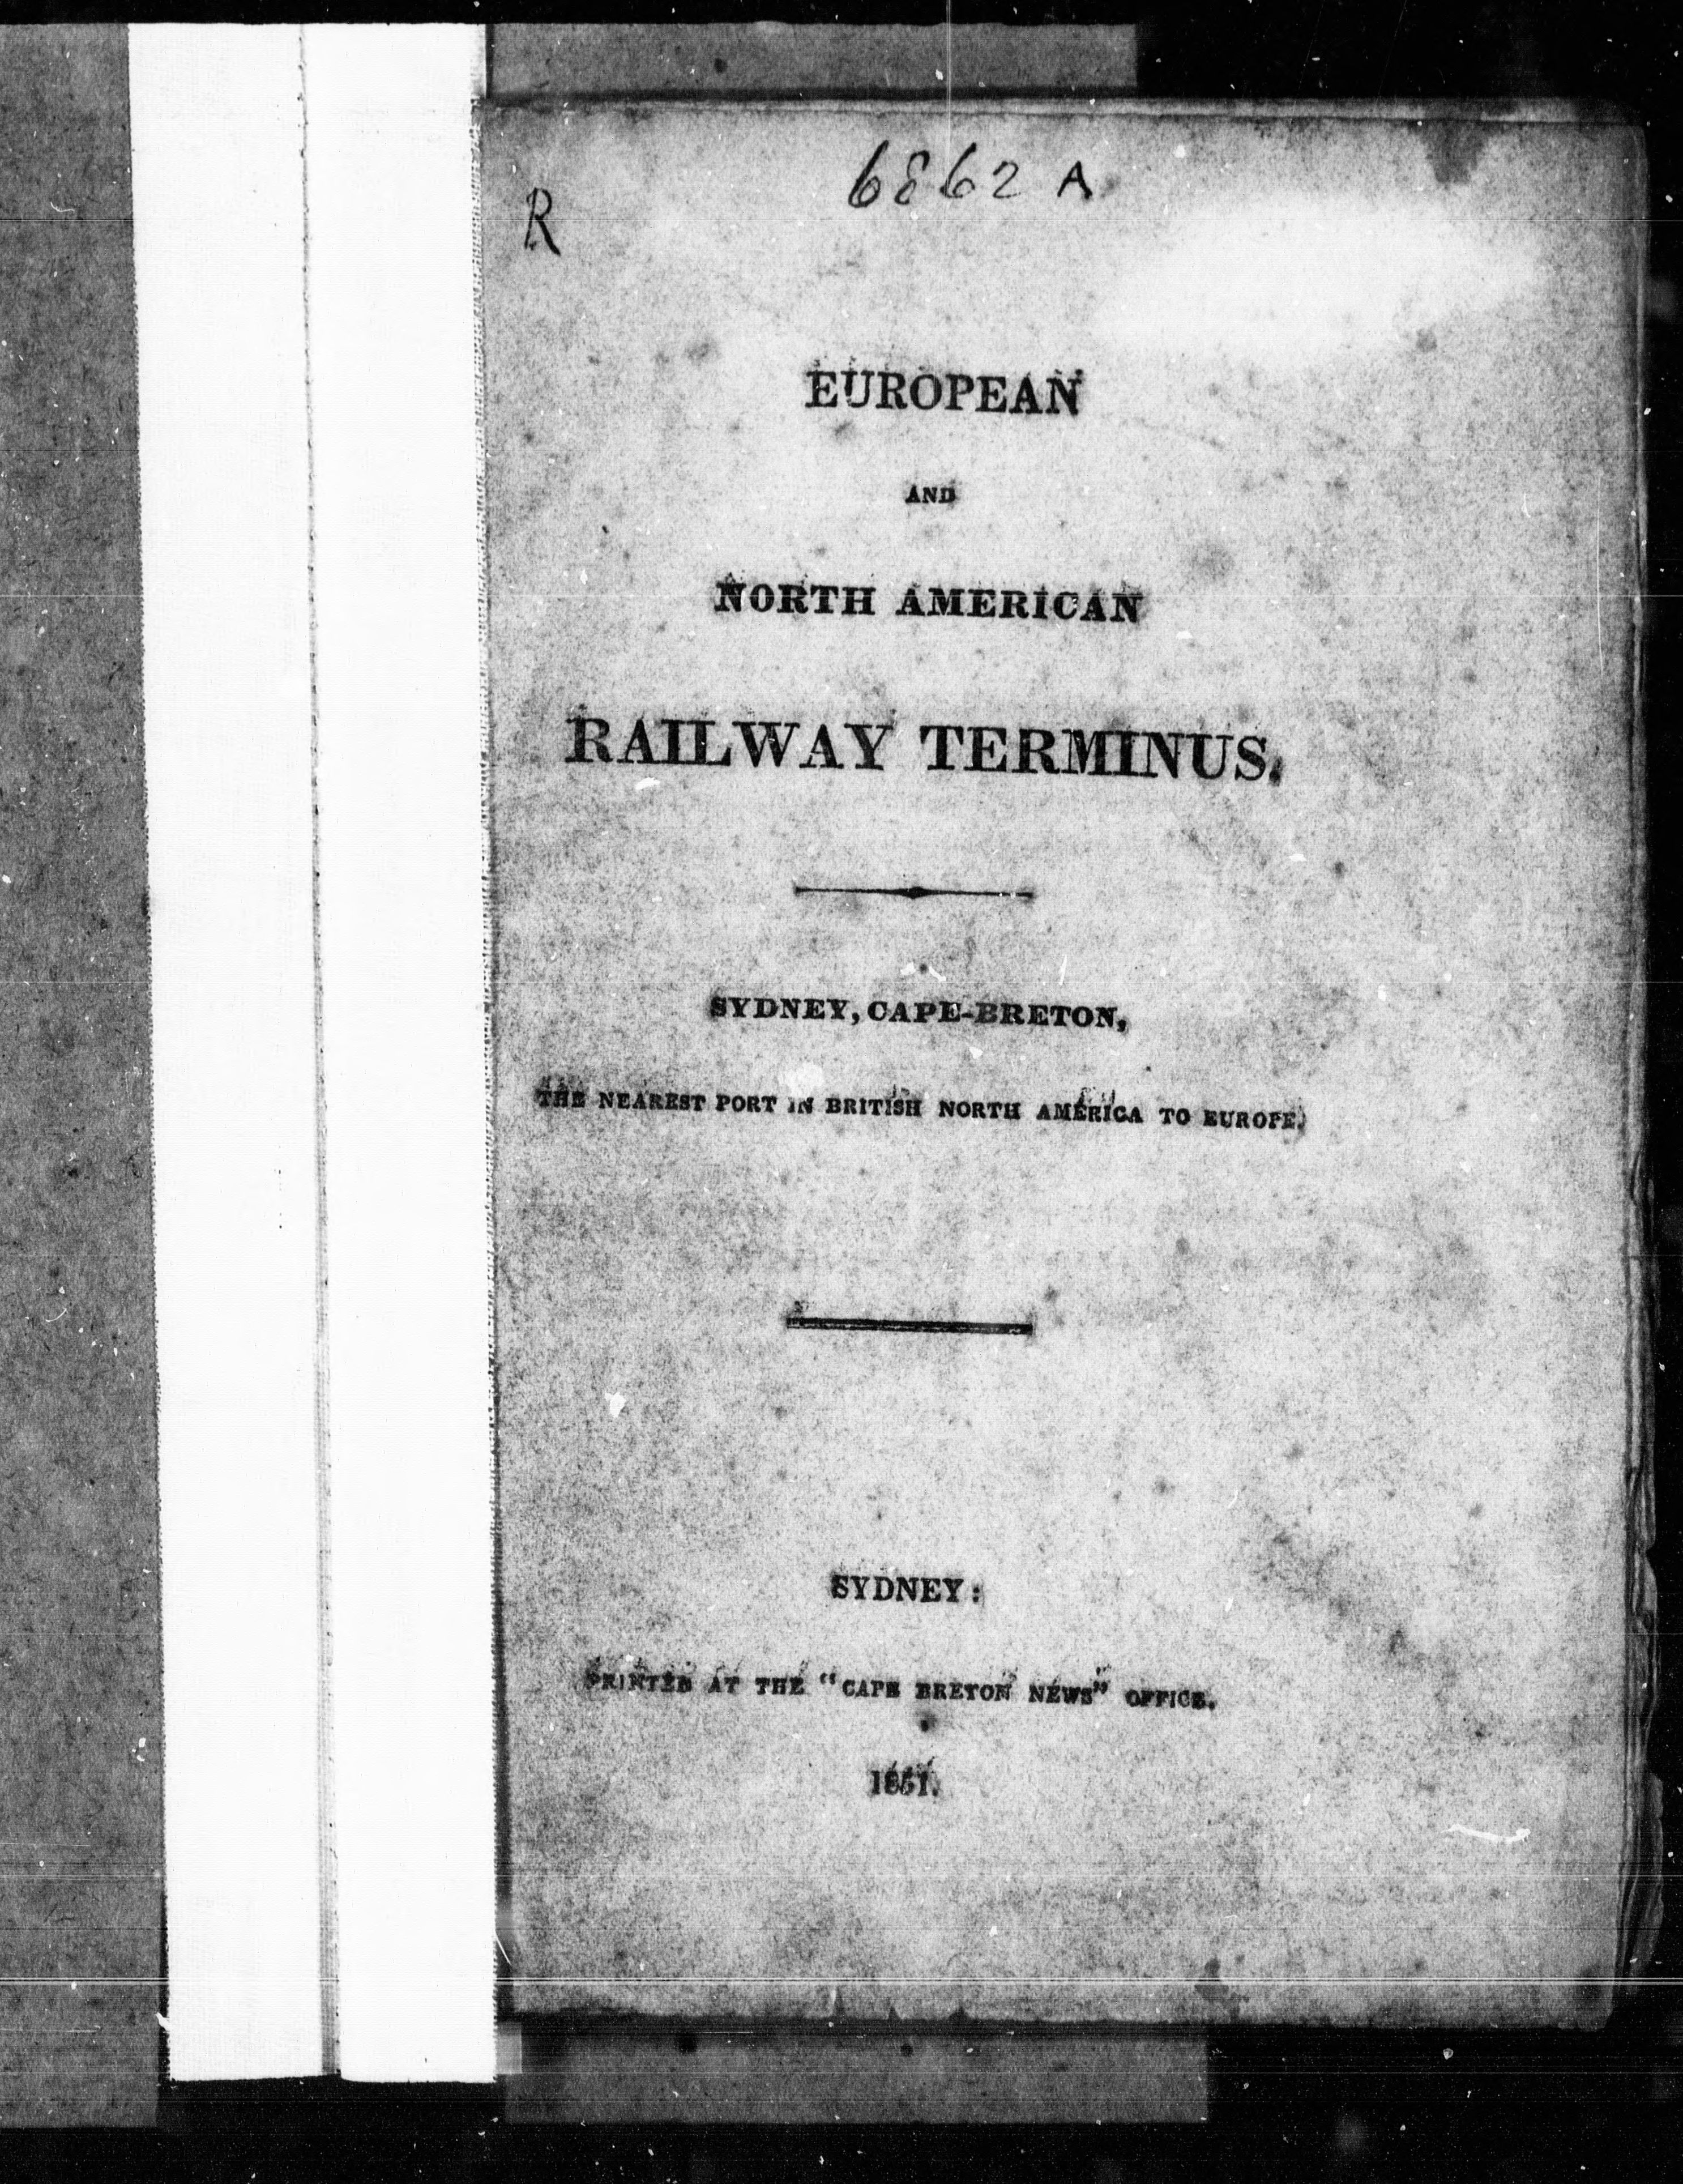 6862 A
R
EUROPEAN
AND
NORTH AMERICAN
RAILWAY TERMINUS.
SYDNEY, CAPE-BRETON,
THE NEAREST PORT IN BRITISH NORTH AMERICA TO EUROPE.
SYDNEY:
PRINTED AT THE "CAPE BRETON NEWS" OFFICE.
1851.